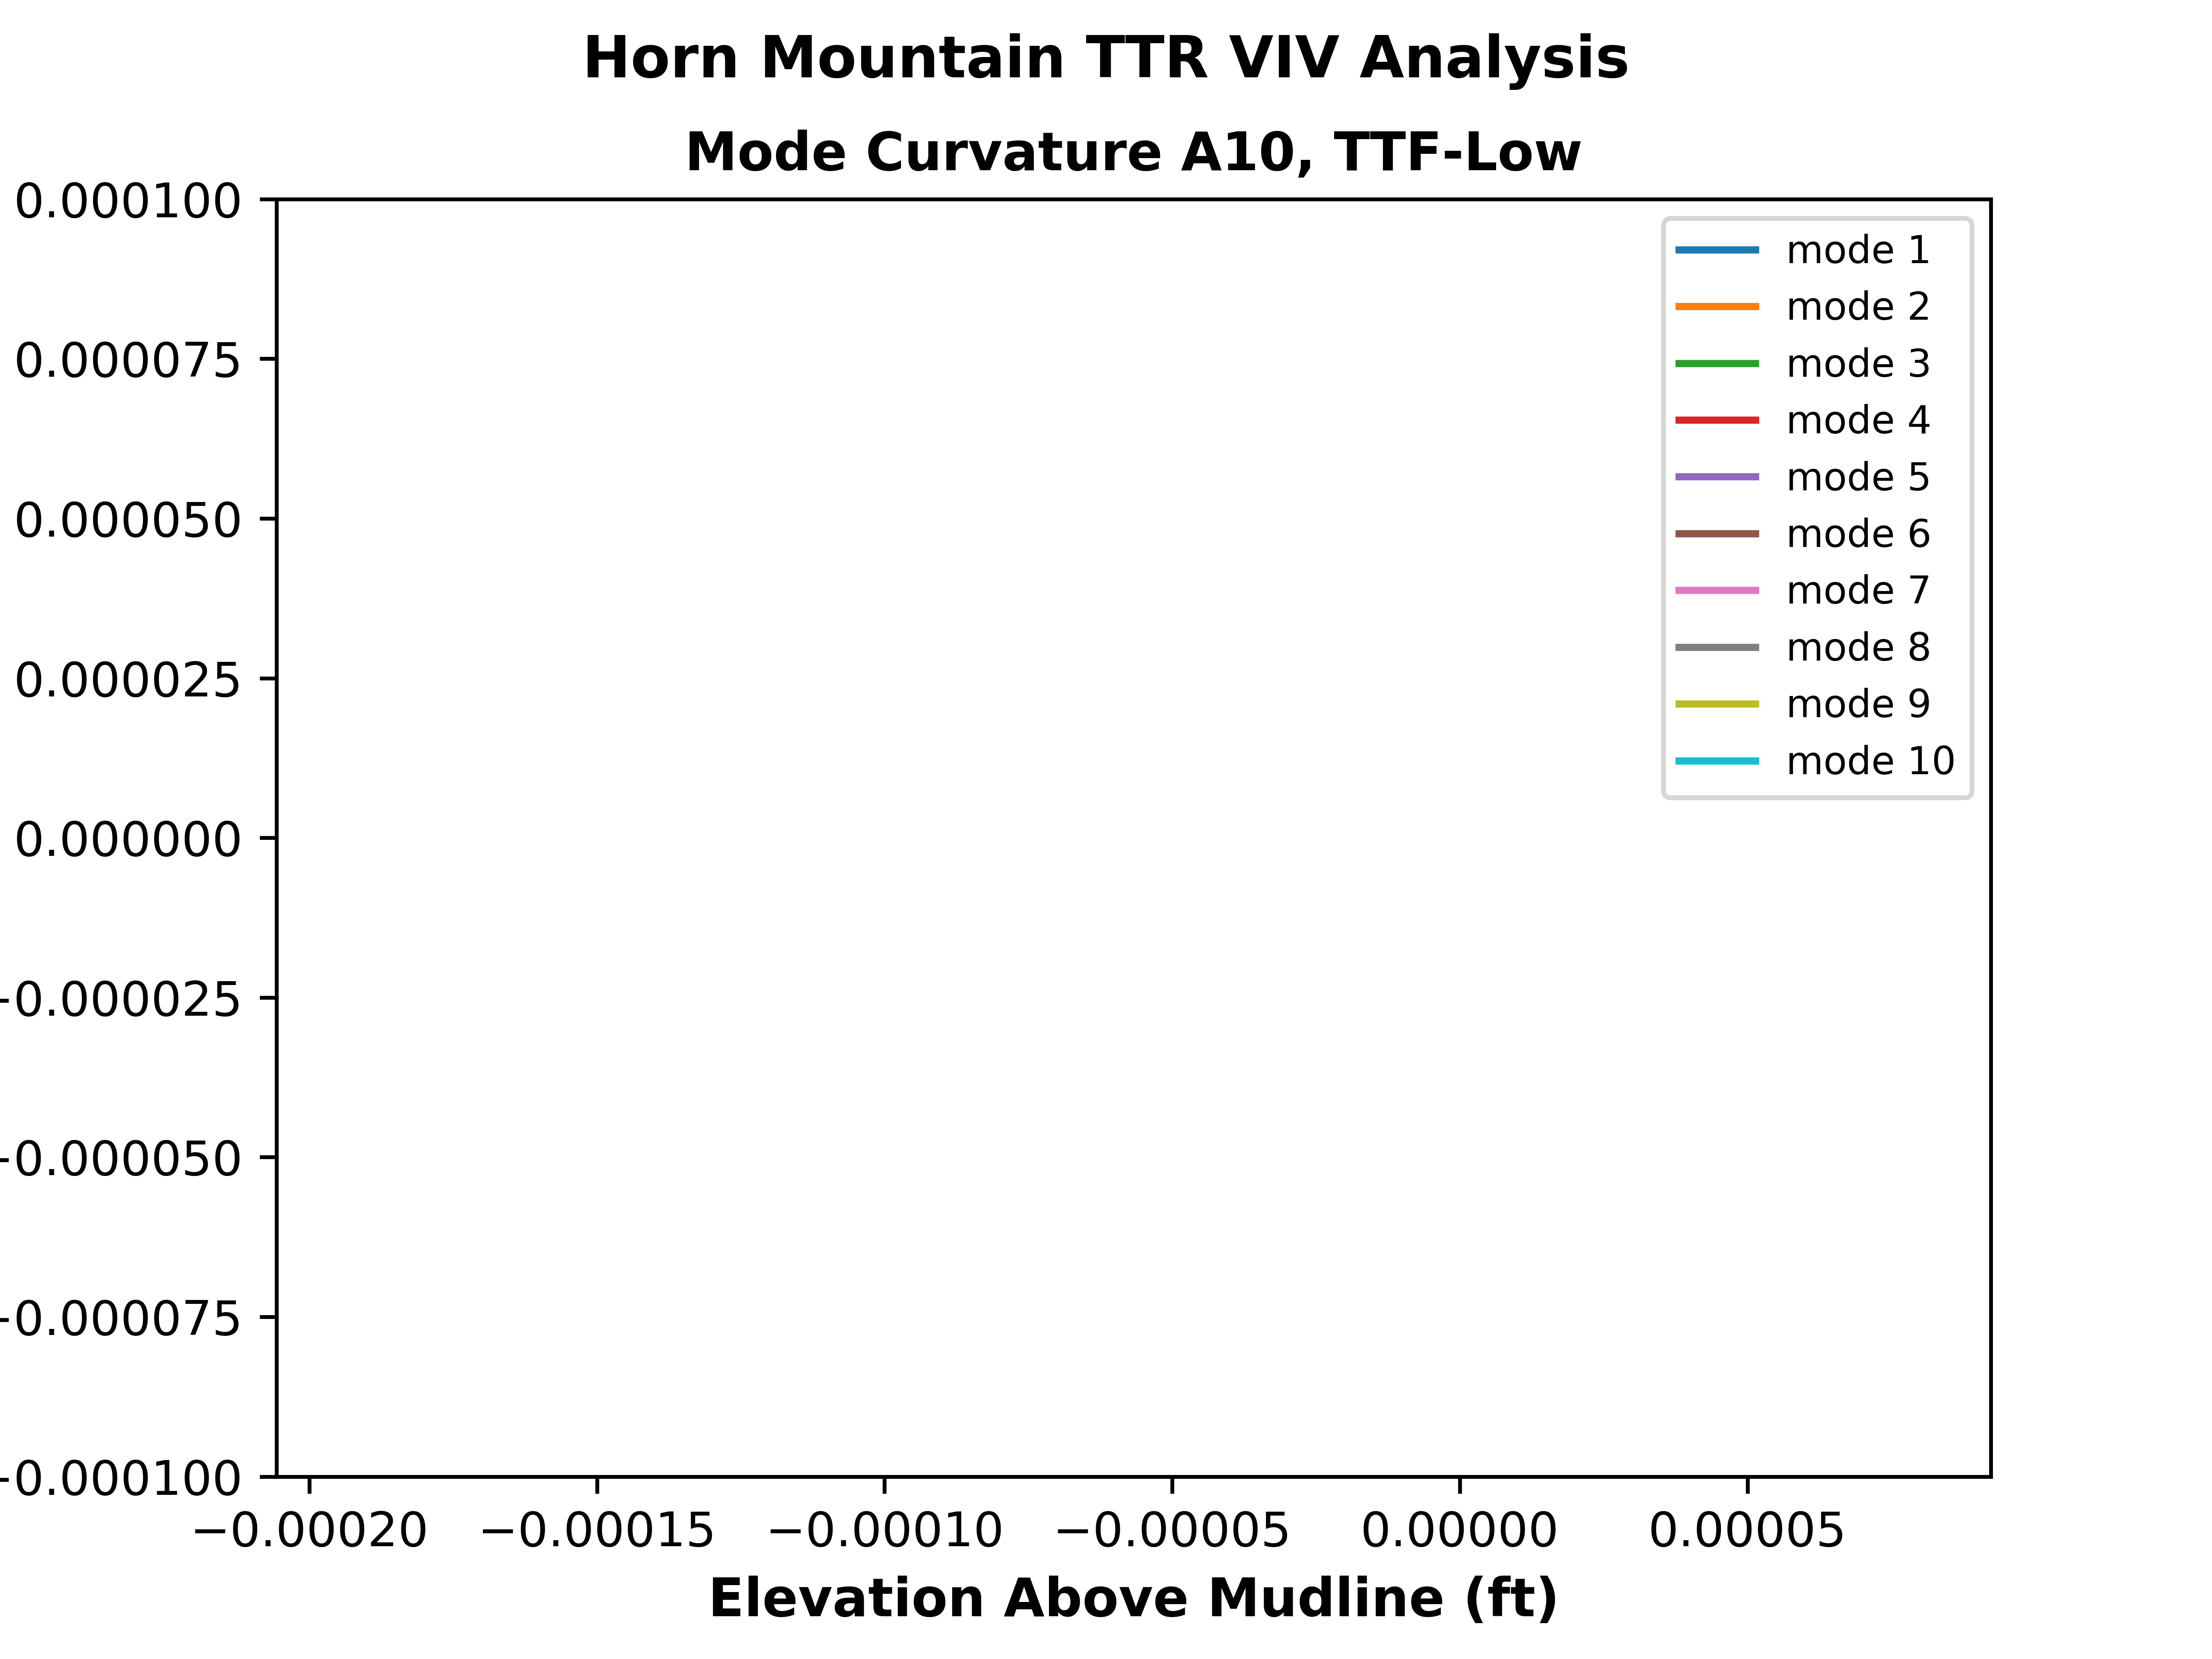 Horn Mountain TTR VIV Analysis
Mode Curvature A10, TTF-Low
0.000100
0.000075
0.000050
0.000025
0.000000
−0.000025
−0.000050
−0.000075
−0.000100
mode 1
mode 2
mode 3
mode 4
mode 5
mode 6
mode 7
mode 8
mode 9
mode 10
−0.00020 −0.00015 −0.00010 −0.00005 0.00000 0.00005
Elevation Above Mudline (ft)